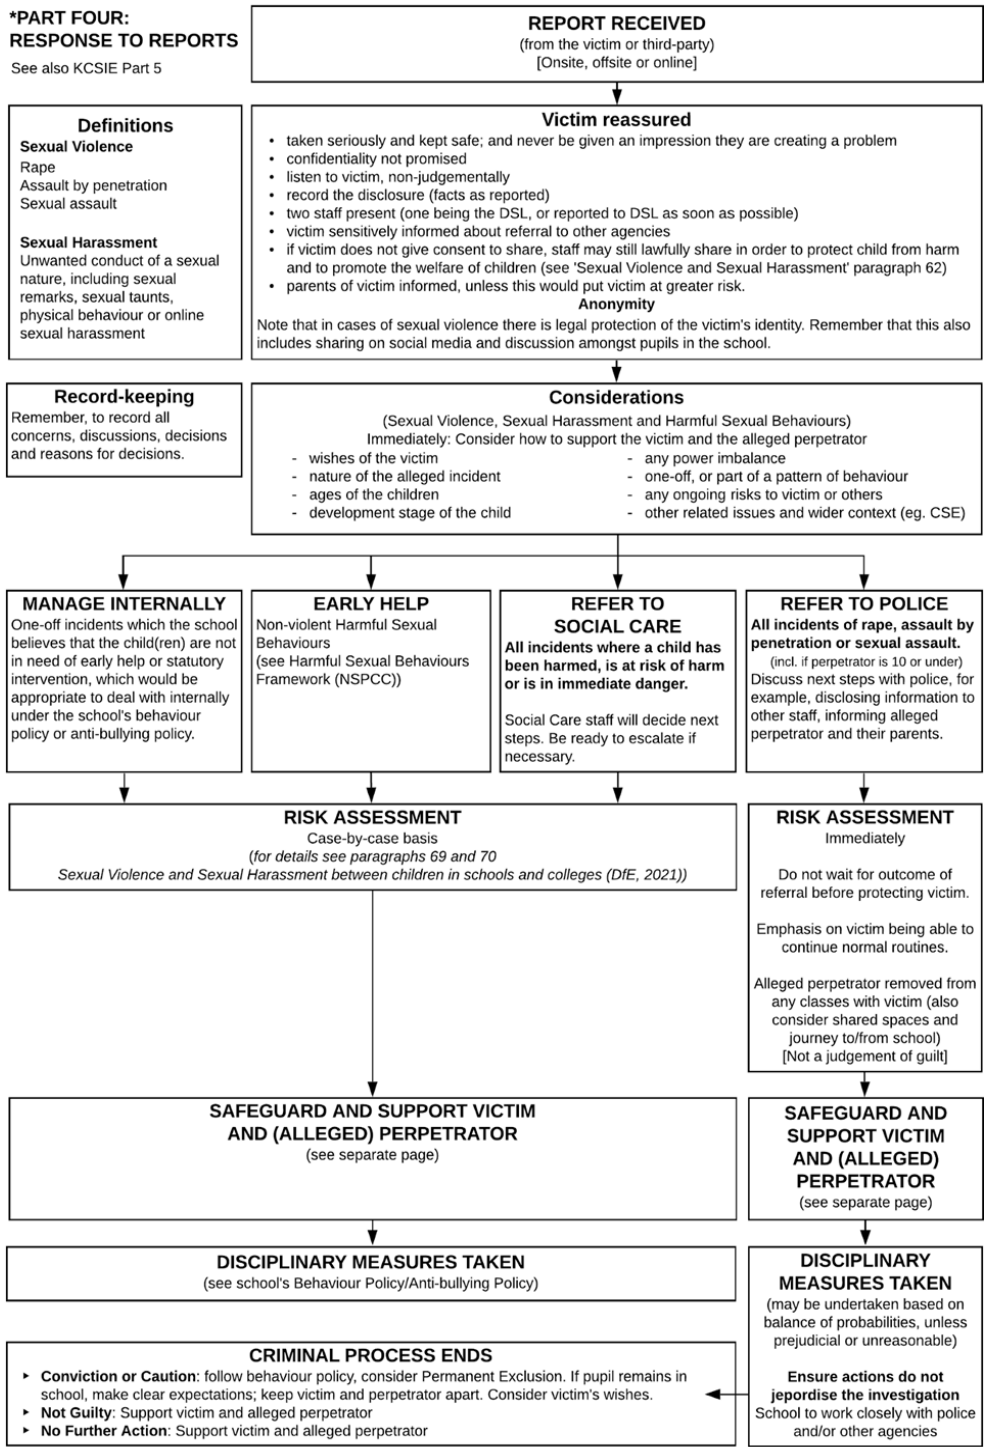 *PART FOUR:
RESPONSE TO REPORTS
See also KCSIE Part 5
REPORT RECEIVED
(from the victim or third-party)
[Onsite, offsite or online]
Definitions
Sexual Violence
Rape
Assault by penetration
Sexual assault
Sexual Harassment
Unwanted conduct of a sexual
nature, including sexual
remarks, sexual taunts,
physical behaviour or online
sexual harassment
Victim reassured
• taken seriously and kept safe; and never be given an impression they are creating a problem
• confidentiality not promised
• listen to victim, non-judgementally
• record the disclosure (facts as reported)
• two staff present (one being the DSL, or reported to DSL as soon as possible)
• victim sensitively informed about referral to other agencies
• if victim does not give consent to share, staff may still lawfully share in order to protect child from harm
and to promote the welfare of children (see 'Sexual Violence and Sexual Harassment' paragraph 62)
• parents of victim informed, unless this would put victim at greater risk.
Anonymity
Note that in cases of sexual violence there is legal protection of the victim's identity. Remember that this also
includes sharing on social media and discussion amongst pupils in the school.
Record-keeping
Remember, to record all
concerns, discussions, decisions
and reasons for decisions.
Considerations
(Sexual Violence, Sexual Harassment and Harmful Sexual Behaviours)
Immediately: Consider how to support the victim and the alleged perpetrator
- wishes of the victim
- nature of the alleged incident
- ages of the children
- development stage of the child
- any power imbalance
- one-off, or part of a pattern of behaviour
- any ongoing risks to victim or others
- other related issues and wider context (eg. CSE)
MANAGE INTERNALLY
One-off incidents which the school
believes that the child(ren) are not
in need of early help or statutory
intervention, which would be
appropriate to deal with internally
under the school's behaviour
policy or anti-bullying policy.
EARLY HELP
Non-violent Harmful Sexual
Behaviours
(see Harmful Sexual Behaviours
Framework (NSPCC))
REFER TO
SOCIAL CARE
All incidents where a child has
been harmed, is at risk of harm
or is in immediate danger.
Social Care staff will decide next
steps. Be ready to escalate if
necessary.
REFER TO POLICE
All incidents of rape, assault by
penetration or sexual assault.
(incl. if perpetrator is 10 or under)
Discuss next steps with police, for
example, disclosing information to
other staff, informing alleged
perpetrator and their parents.
RISK ASSESSMENT
Case-by-case basis
(for details see paragraphs 69 and 70
Sexual Violence and Sexual Harassment between children in schools and colleges (DfE, 2021))
RISK ASSESSMENT
Immediately
Do not wait for outcome of
referral before protecting victim.
Emphasis on victim being able to
continue normal routines.
Alleged perpetrator removed from
any classes with victim (also
consider shared spaces and
journey to/from school)
[Not a judgement of guilt]
SAFEGUARD AND SUPPORT VICTIM
AND (ALLEGED) PERPETRATOR
(see separate page)
SAFEGUARD AND
SUPPORT VICTIM
AND (ALLEGED)
PERPETRATOR
(see separate page)
DISCIPLINARY MEASURES TAKEN
(see school's Behaviour Policy/Anti-bullying Policy)
DISCIPLINARY
MEASURES TAKEN
(may be undertaken based on
balance of probabilities, unless
prejudicial or unreasonable)
Ensure actions do not
jepordise the investigation
School to work closely with police
and/or other agencies
CRIMINAL PROCESS ENDS
‣ Conviction or Caution: follow behaviour policy, consider Permanent Exclusion. If pupil remains in
school, make clear expectations; keep victim and perpetrator apart. Consider victim's wishes.
‣ Not Guilty: Support victim and alleged perpetrator
‣ No Further Action: Support victim and alleged perpetrator